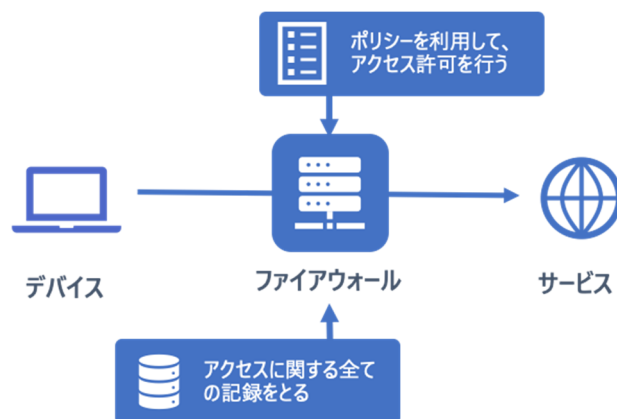 ポリシーを利用して、
アクセス許可を行う
デバイス
ファイアウォール
サービス
アクセスに関する全て
の記録をとる